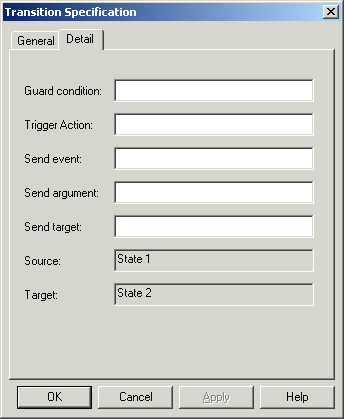 Transition Specification
General Detail
Guard condition:
Trigger Action:
Send event:
Send argument:
Send target:
Source: State 1
Target: State 2
OK Cancel Apply Help